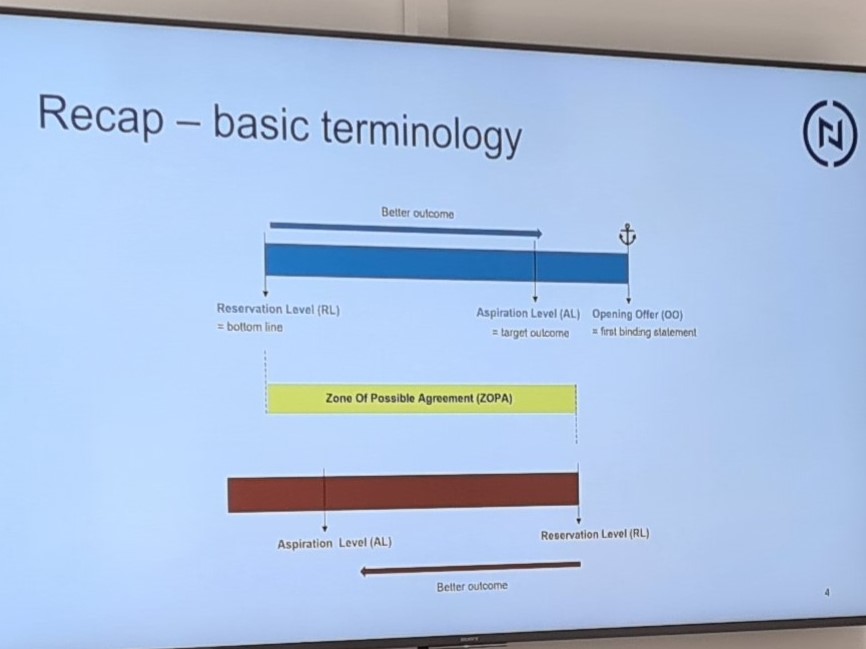 Recap – basic terminology
Better outcome
Reservation Level (RL)
= bottom line
Aspiration Level (AL)
= target outcome
Opening Offer (OO)
= first binding statement
Zone Of Possible Agreement (ZOPA)
Aspiration Level (AL)
Reservation Level (RL)
Better outcome
4
SONY